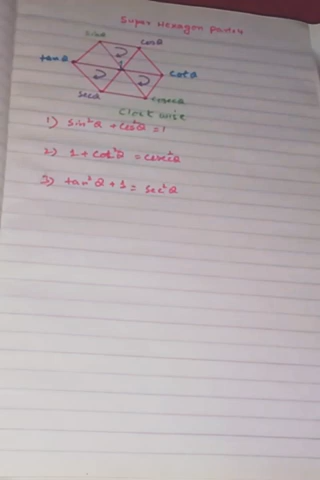 Super Hexagon
sinθ cosθ
tanθ 1 cotθ
secθ cosecθ
Clock wise
1) sin²θ + cos²θ = 1
2) 1 + cot²θ = cosec²θ
3) tan²θ + 1 = sec²θ